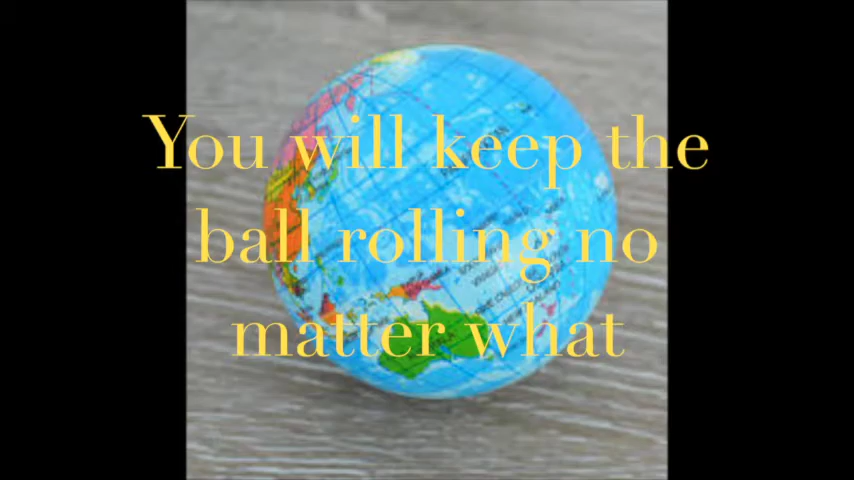 You will keep the
ball rolling no
matter what